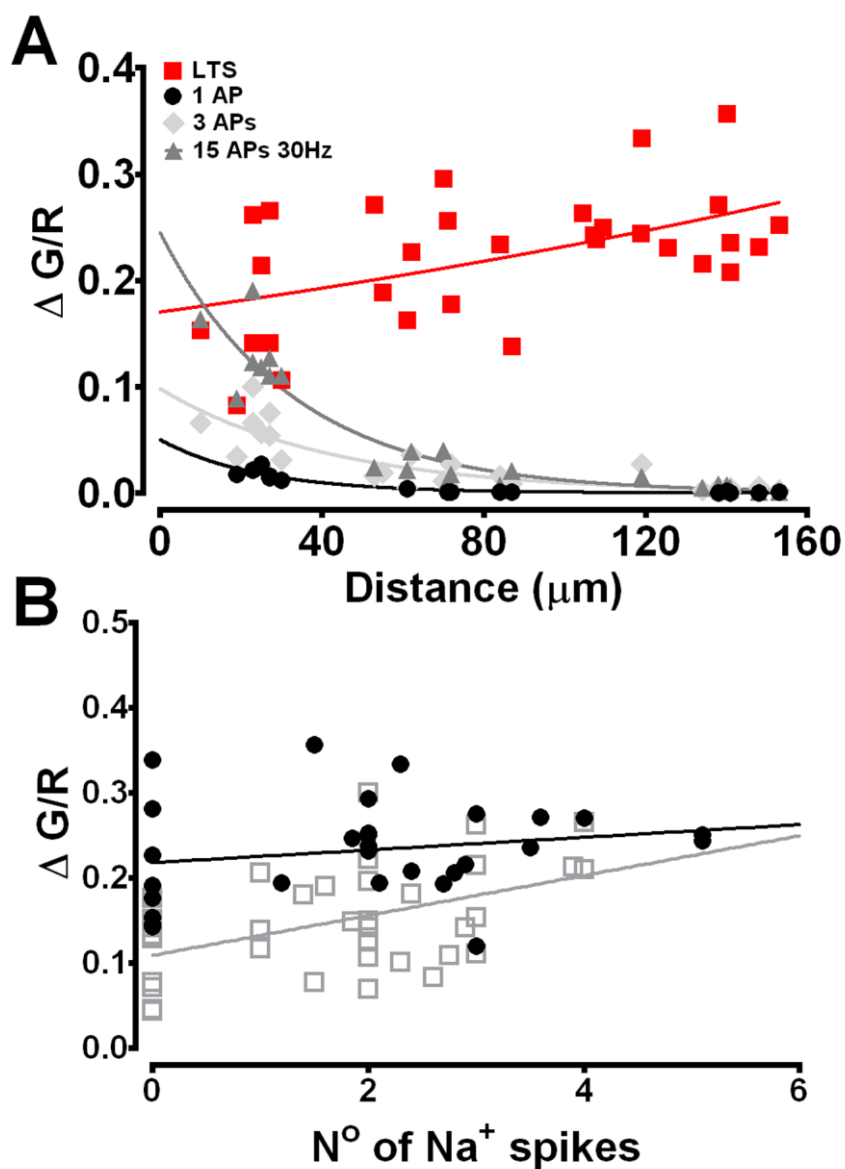 A
0.4
LTS
1 AP
3 APs
15 APs 30Hz
0.3
Δ G/R
0.2
0.1
0.0
0 40 80 120 160
Distance (μm)
B
0.5
0.4
0.3
Δ G/R
0.2
0.1
0.0
0 2 4 6
Nº of Na⁺ spikes